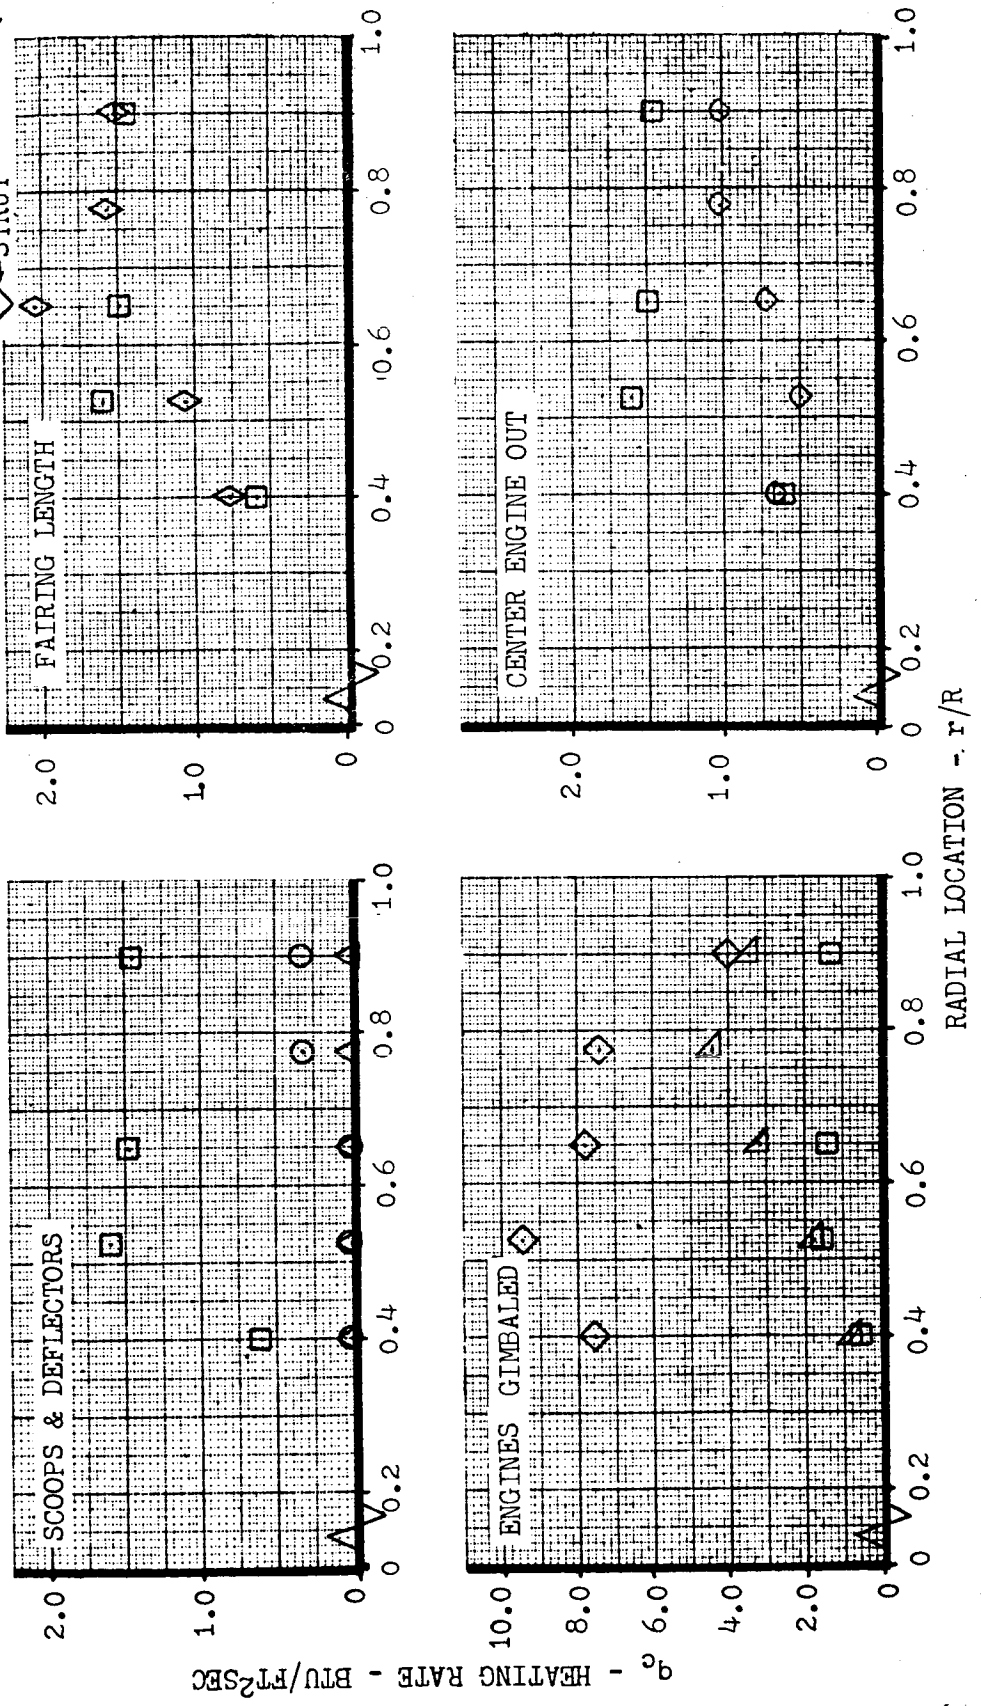 SCOOPS & DEFLECTORS
2.0
1.0
0
0 0.2 0.4 0.6 0.8 1.0
FAIRING LENGTH
2.0
1.0
0
0 0.2 0.4 0.6 0.8 1.0
ENGINES GIMBALED
10.0
8.0
6.0
4.0
2.0
0
0 0.2 0.4 0.6 0.8 1.0
CENTER ENGINE OUT
2.0
1.0
0
0 0.2 0.4 0.6 0.8 1.0
qc - HEATING RATE - BTU/FT2SEC
RADIAL LOCATION - r/R